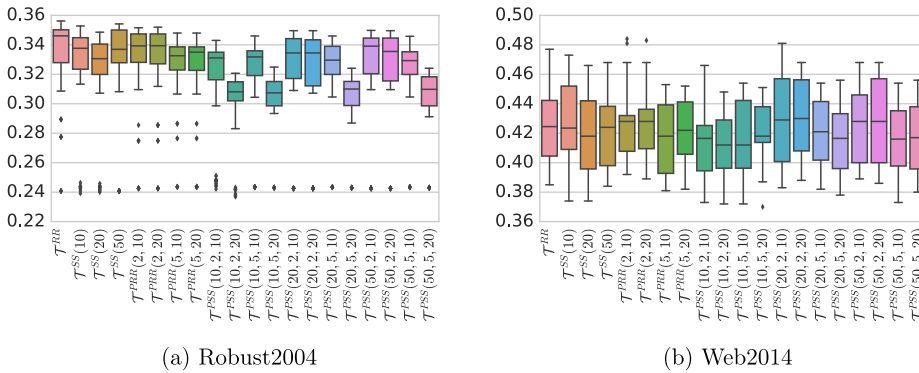 0.36
0.34
0.32
0.30
0.28
0.26
0.24
0.22
𝒯^RR
𝒯^SS(10)
𝒯^SS(20)
𝒯^SS(50)
𝒯^PRR(2, 10)
𝒯^PRR(2, 20)
𝒯^PRR(5, 10)
𝒯^PRR(5, 20)
𝒯^PSS(10, 2, 10)
𝒯^PSS(10, 2, 20)
𝒯^PSS(10, 5, 10)
𝒯^PSS(10, 5, 20)
𝒯^PSS(20, 2, 10)
𝒯^PSS(20, 2, 20)
𝒯^PSS(20, 5, 10)
𝒯^PSS(20, 5, 20)
𝒯^PSS(50, 2, 10)
𝒯^PSS(50, 2, 20)
𝒯^PSS(50, 5, 10)
𝒯^PSS(50, 5, 20)
(a) Robust2004
0.50
0.48
0.46
0.44
0.42
0.40
0.38
0.36
𝒯^RR
𝒯^SS(10)
𝒯^SS(20)
𝒯^SS(50)
𝒯^PRR(2, 10)
𝒯^PRR(2, 20)
𝒯^PRR(5, 10)
𝒯^PRR(5, 20)
𝒯^PSS(10, 2, 10)
𝒯^PSS(10, 2, 20)
𝒯^PSS(10, 5, 10)
𝒯^PSS(10, 5, 20)
𝒯^PSS(20, 2, 10)
𝒯^PSS(20, 2, 20)
𝒯^PSS(20, 5, 10)
𝒯^PSS(20, 5, 20)
𝒯^PSS(50, 2, 10)
𝒯^PSS(50, 2, 20)
𝒯^PSS(50, 5, 10)
𝒯^PSS(50, 5, 20)
(b) Web2014